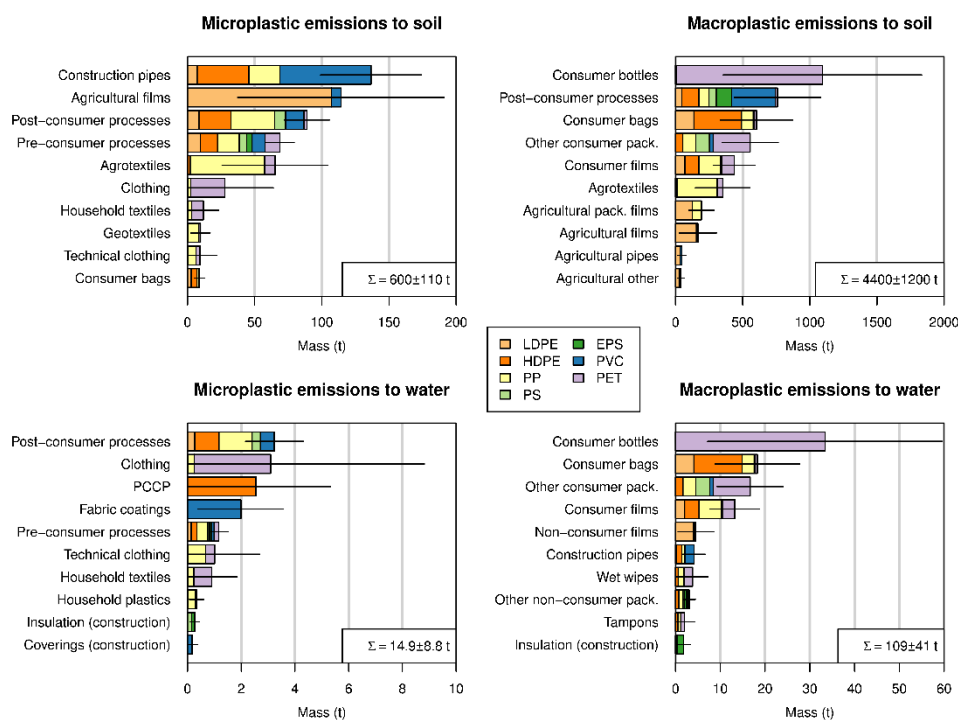 Microplastic emissions to soil
Construction pipes
Agricultural films
Post−consumer processes
Pre−consumer processes
Agrotextiles
Clothing
Household textiles
Geotextiles
Technical clothing
Consumer bags
Σ = 600±110 t
0 50 100 150 200
Mass (t)
Macroplastic emissions to soil
Consumer bottles
Post−consumer processes
Consumer bags
Other consumer pack.
Consumer films
Agrotextiles
Agricultural pack. films
Agricultural films
Agricultural pipes
Agricultural other
Σ = 4400±1200 t
0 500 1000 1500 2000
Mass (t)
LDPE EPS
HDPE PVC
PP PET
PS
Microplastic emissions to water
Post−consumer processes
Clothing
PCCP
Fabric coatings
Pre−consumer processes
Technical clothing
Household textiles
Household plastics
Insulation (construction)
Coverings (construction)
Σ = 14.9±8.8 t
0 2 4 6 8 10
Mass (t)
Macroplastic emissions to water
Consumer bottles
Consumer bags
Other consumer pack.
Consumer films
Non−consumer films
Construction pipes
Wet wipes
Other non−consumer pack.
Tampons
Insulation (construction)
Σ = 109±41 t
0 10 20 30 40 50 60
Mass (t)